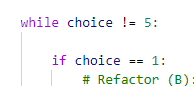 while choice != 5:
if choice == 1:
# Refactor (B):